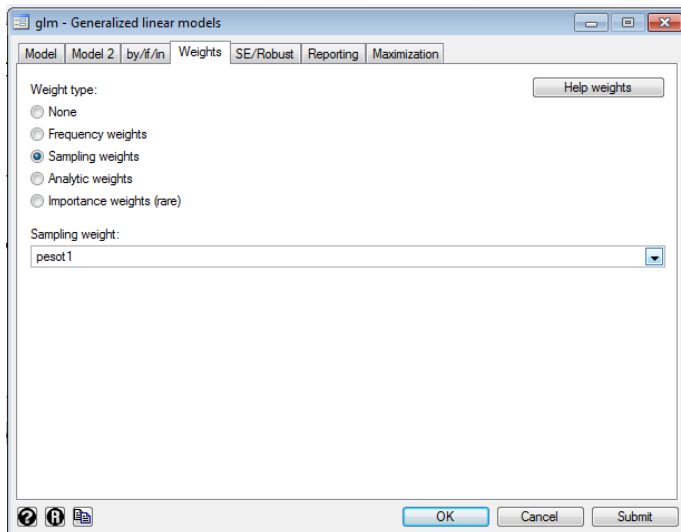 glm - Generalized linear models
Model Model 2 by/if/in Weights SE/Robust Reporting Maximization
Weight type:
Help weights
None
Frequency weights
Sampling weights
Analytic weights
Importance weights (rare)
Sampling weight:
pesot1
? R OK Cancel Submit